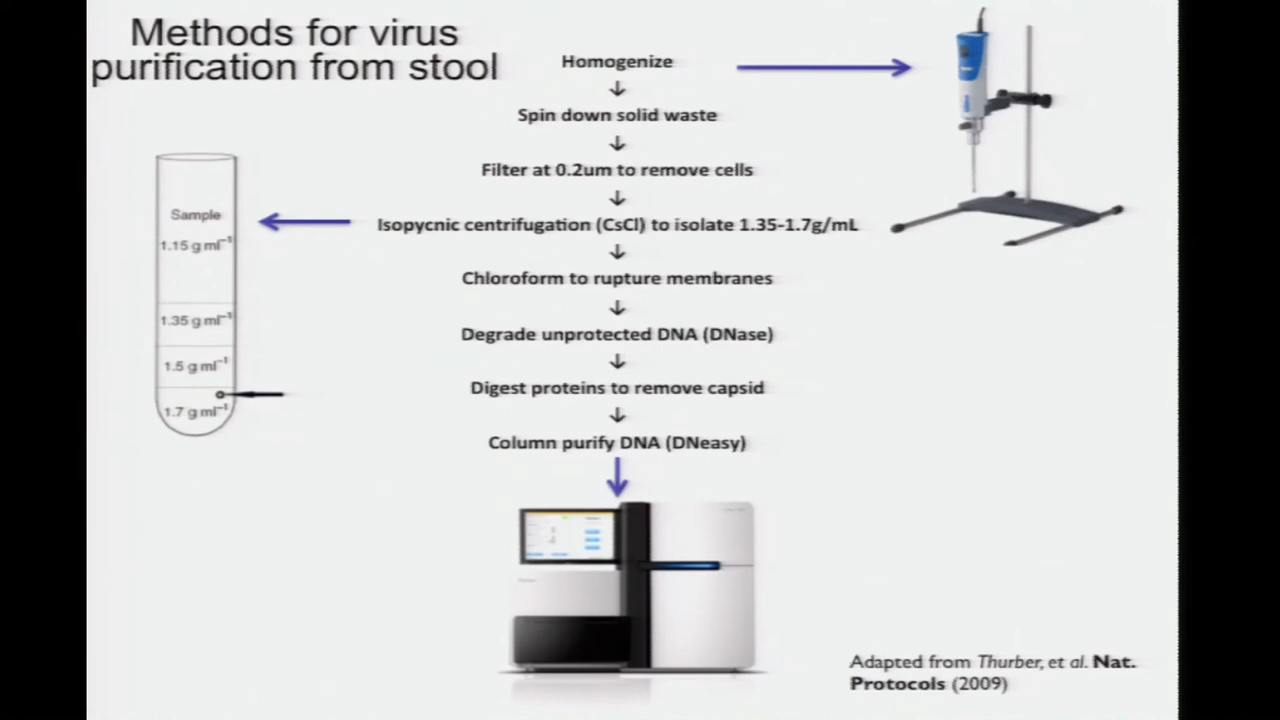 Methods for virus
purification from stool
Homogenize
↓
Spin down solid waste
↓
Filter at 0.2um to remove cells
↓
Isopycnic centrifugation (CsCl) to isolate 1.35-1.7g/mL
↓
Chloroform to rupture membranes
↓
Degrade unprotected DNA (DNase)
↓
Digest proteins to remove capsid
↓
Column purify DNA (DNeasy)
Sample
1.15 g ml⁻¹
1.35 g ml⁻¹
1.5 g ml⁻¹
1.7 g ml⁻¹
Adapted from Thurber, et al. Nat.
Protocols (2009)